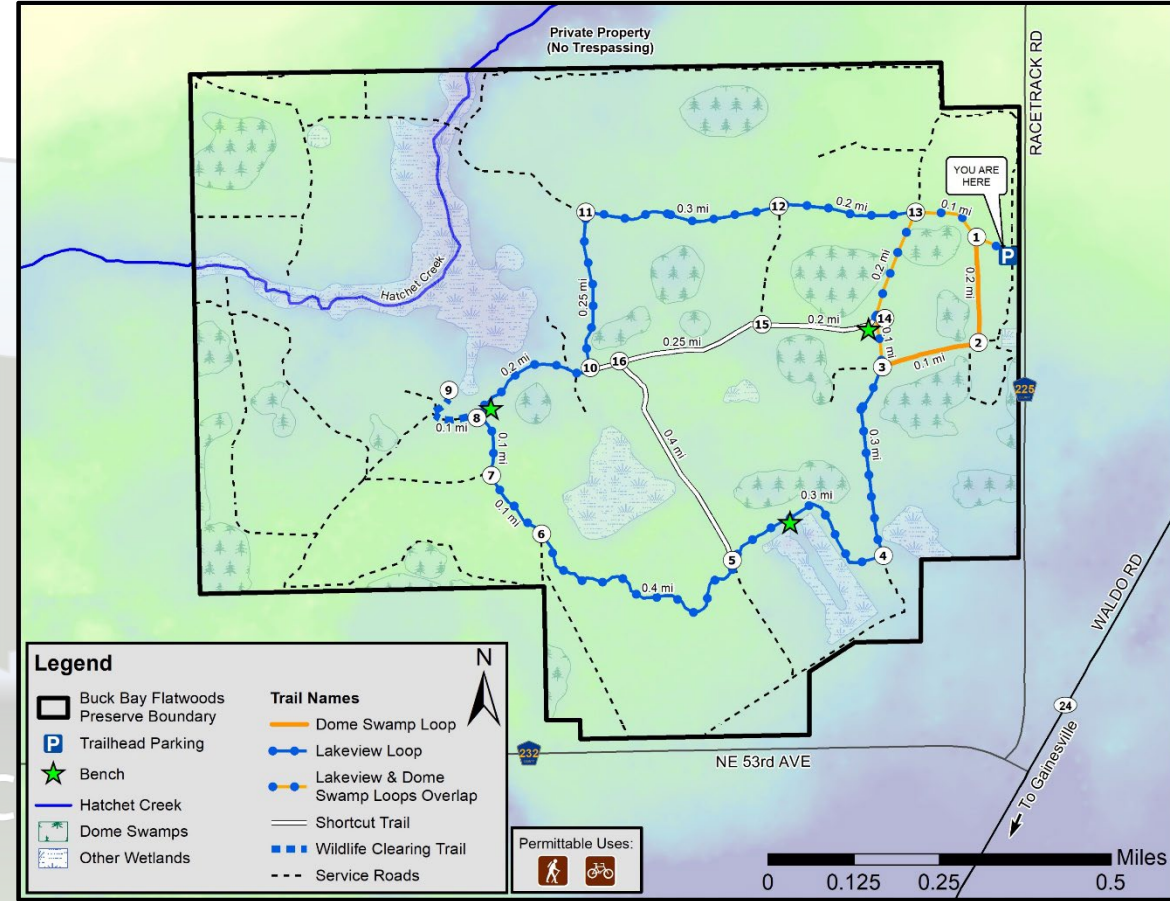 Private Property
(No Trespassing)
RACETRACK RD
YOU ARE
HERE
P
11
0.3 mi
12
0.2 mi
13
0.1 mi
1
0.25 mi
0.2 mi
0.2 mi
Hatchet Creek
15
0.2 mi
14
0.1 mi
2
0.25 mi
3
0.1 mi
10
16
0.2 mi
9
225
8
0.1 mi
0.1 mi
0.4 mi
0.3 mi
7
0.1 mi
0.3 mi
6
5
4
0.4 mi
WALDO RD
24
To Gainesville
232
NE 53rd AVE
Legend
N
Buck Bay Flatwoods
Preserve Boundary
P
Trailhead Parking
Bench
Hatchet Creek
Dome Swamps
Other Wetlands
Trail Names
Dome Swamp Loop
Lakeview Loop
Lakeview & Dome
Swamp Loops Overlap
Shortcut Trail
Wildlife Clearing Trail
Service Roads
Permittable Uses:
Miles
0
0.125
0.25
0.5